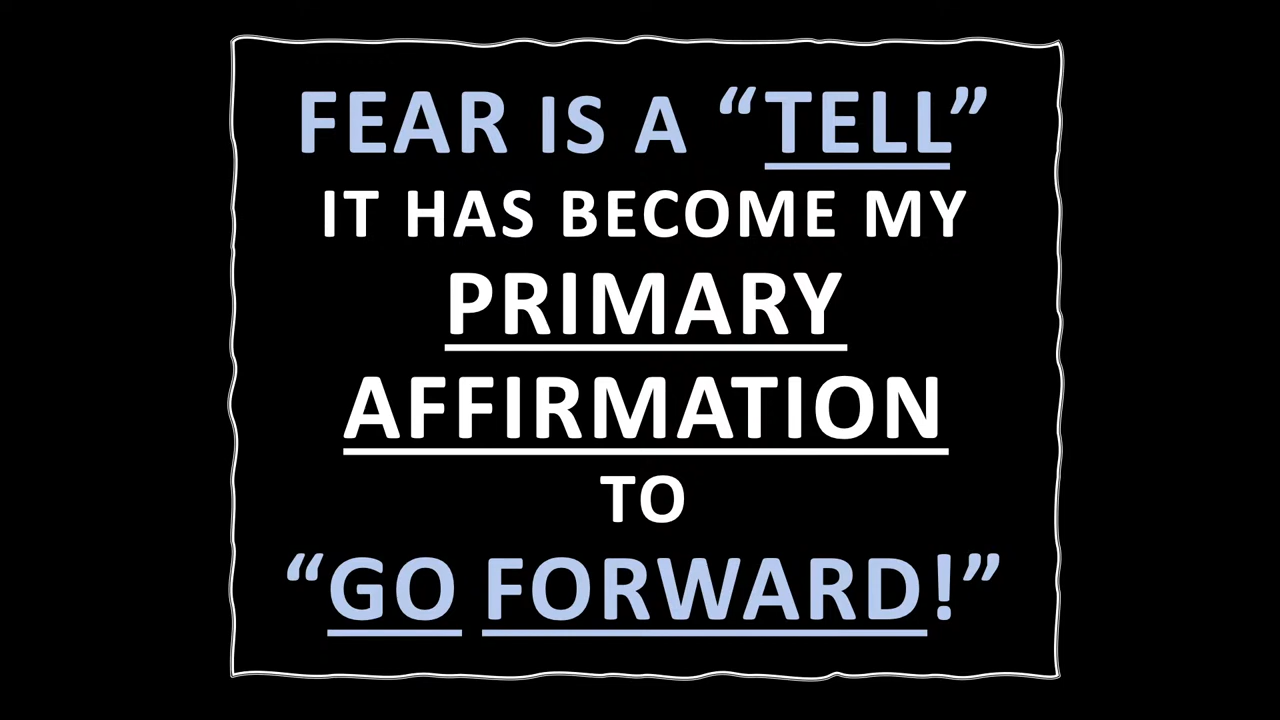 FEAR IS A “TELL”
IT HAS BECOME MY
PRIMARY
AFFIRMATION
TO
“GO FORWARD!”